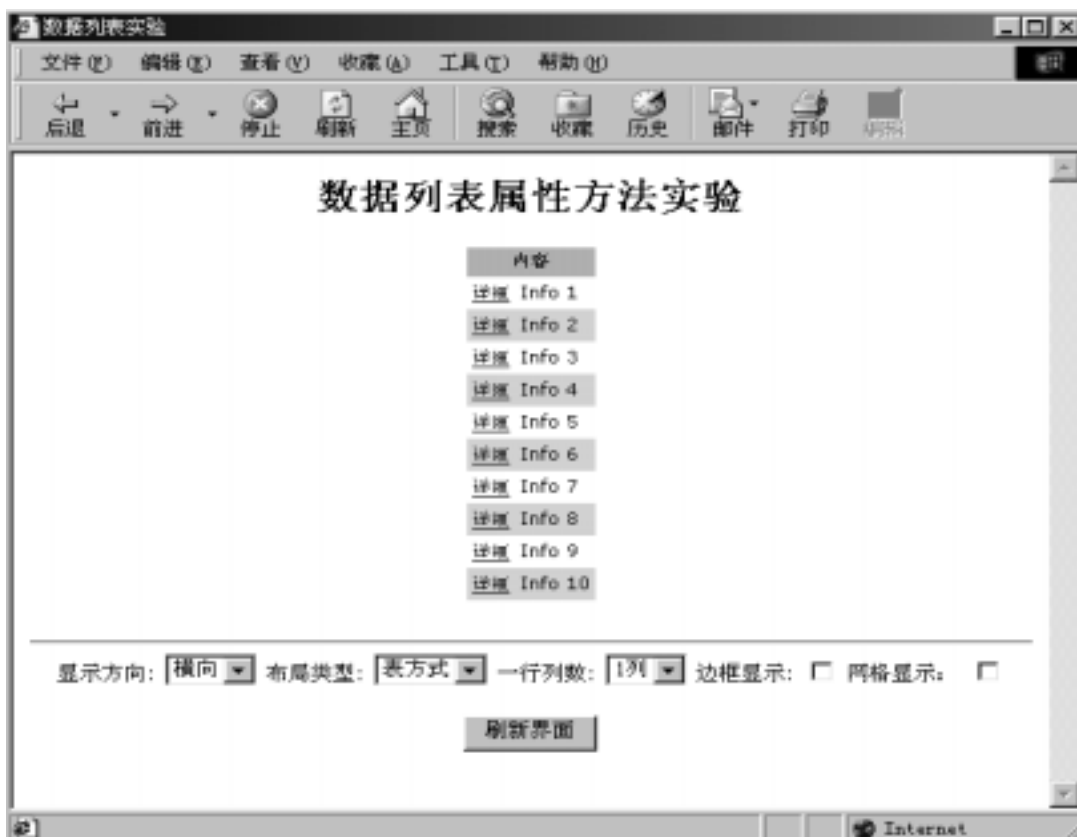 数据列表实验
文件(F) 编辑(E) 查看(V) 收藏(A) 工具(T) 帮助(H)
后退 前进 停止 刷新 主页 搜索 收藏 历史 邮件 打印 编辑
数据列表属性方法实验
内容
详细 Info 1
详细 Info 2
详细 Info 3
详细 Info 4
详细 Info 5
详细 Info 6
详细 Info 7
详细 Info 8
详细 Info 9
详细 Info 10
显示方向: 横向 布局类型: 表方式 一行列数: 1列 边框显示: 网格显示:
刷新界面
Internet